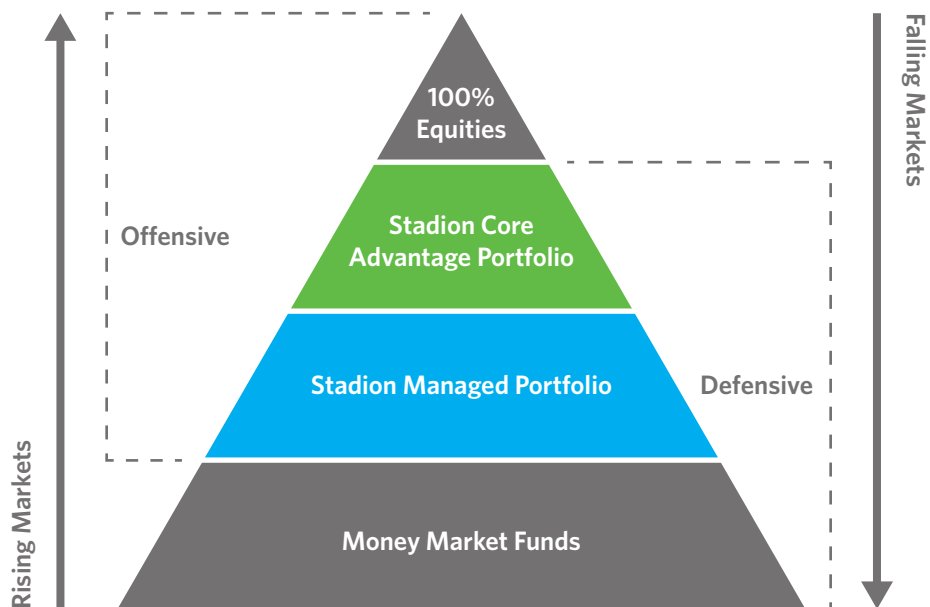 100%
Equities
Offensive
Stadion Core
Advantage Portfolio
Stadion Managed Portfolio
Defensive
Money Market Funds
Rising Markets
Falling Markets